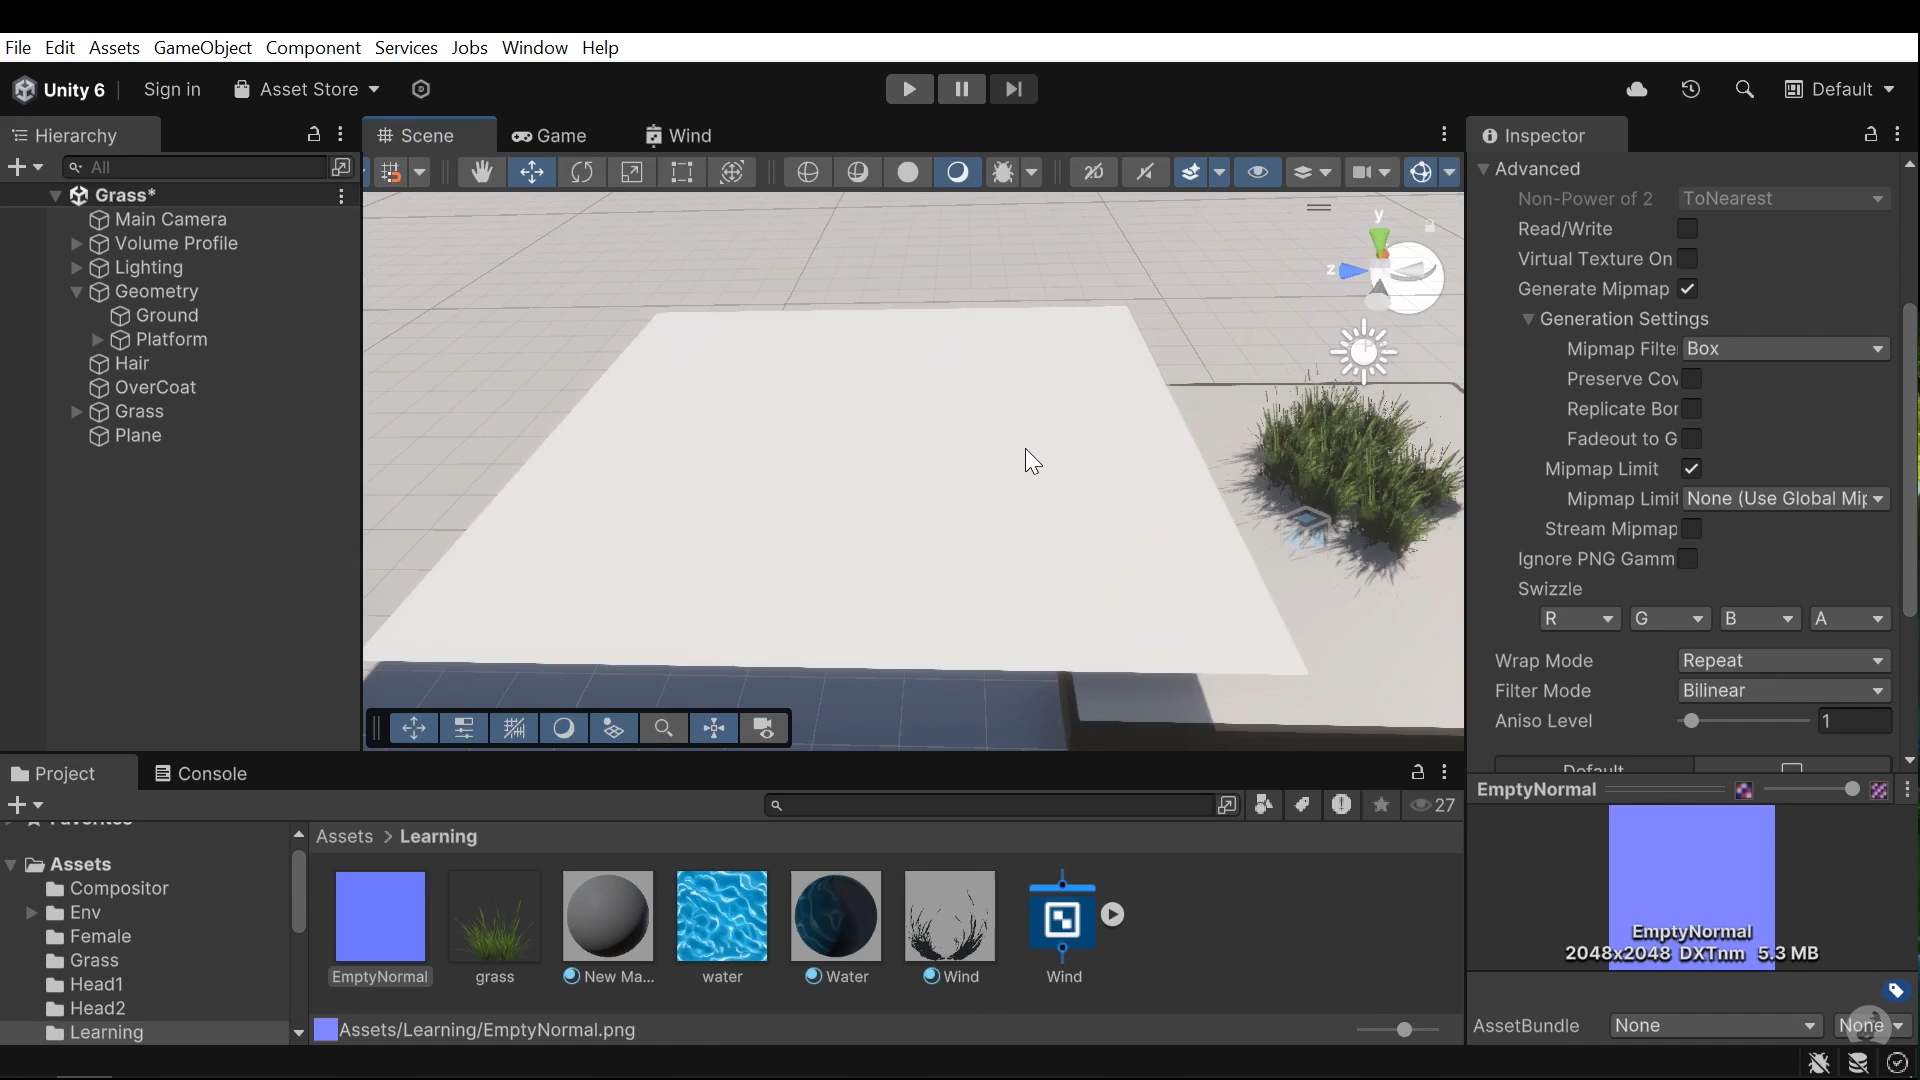 File Edit Assets GameObject Component Services Jobs Window Help
Unity 6 Sign in Asset Store Default
Hierarchy
Scene Game Wind
Inspector
All
Grass*
Main Camera
Volume Profile
Lighting
Geometry
Ground
Platform
Hair
OverCoat
Grass
Plane
2D
y
z
Advanced
Non-Power of 2 ToNearest
Read/Write
Virtual Texture On
Generate Mipmap
Generation Settings
Mipmap Filte Box
Preserve Cov
Replicate Bor
Fadeout to G
Mipmap Limit
Mipmap Limit None (Use Global Mip
Stream Mipmap
Ignore PNG Gamm
Swizzle
R G B A
Wrap Mode Repeat
Filter Mode Bilinear
Aniso Level 1
Default
Project Console
27
Favorites
Assets
Compositor
Env
Female
Grass
Head1
Head2
Learning
Assets > Learning
EmptyNormal grass New Ma... water Water Wind Wind
Assets/Learning/EmptyNormal.png
EmptyNormal
EmptyNormal
2048x2048 DXTnm 5.3 MB
AssetBundle None None